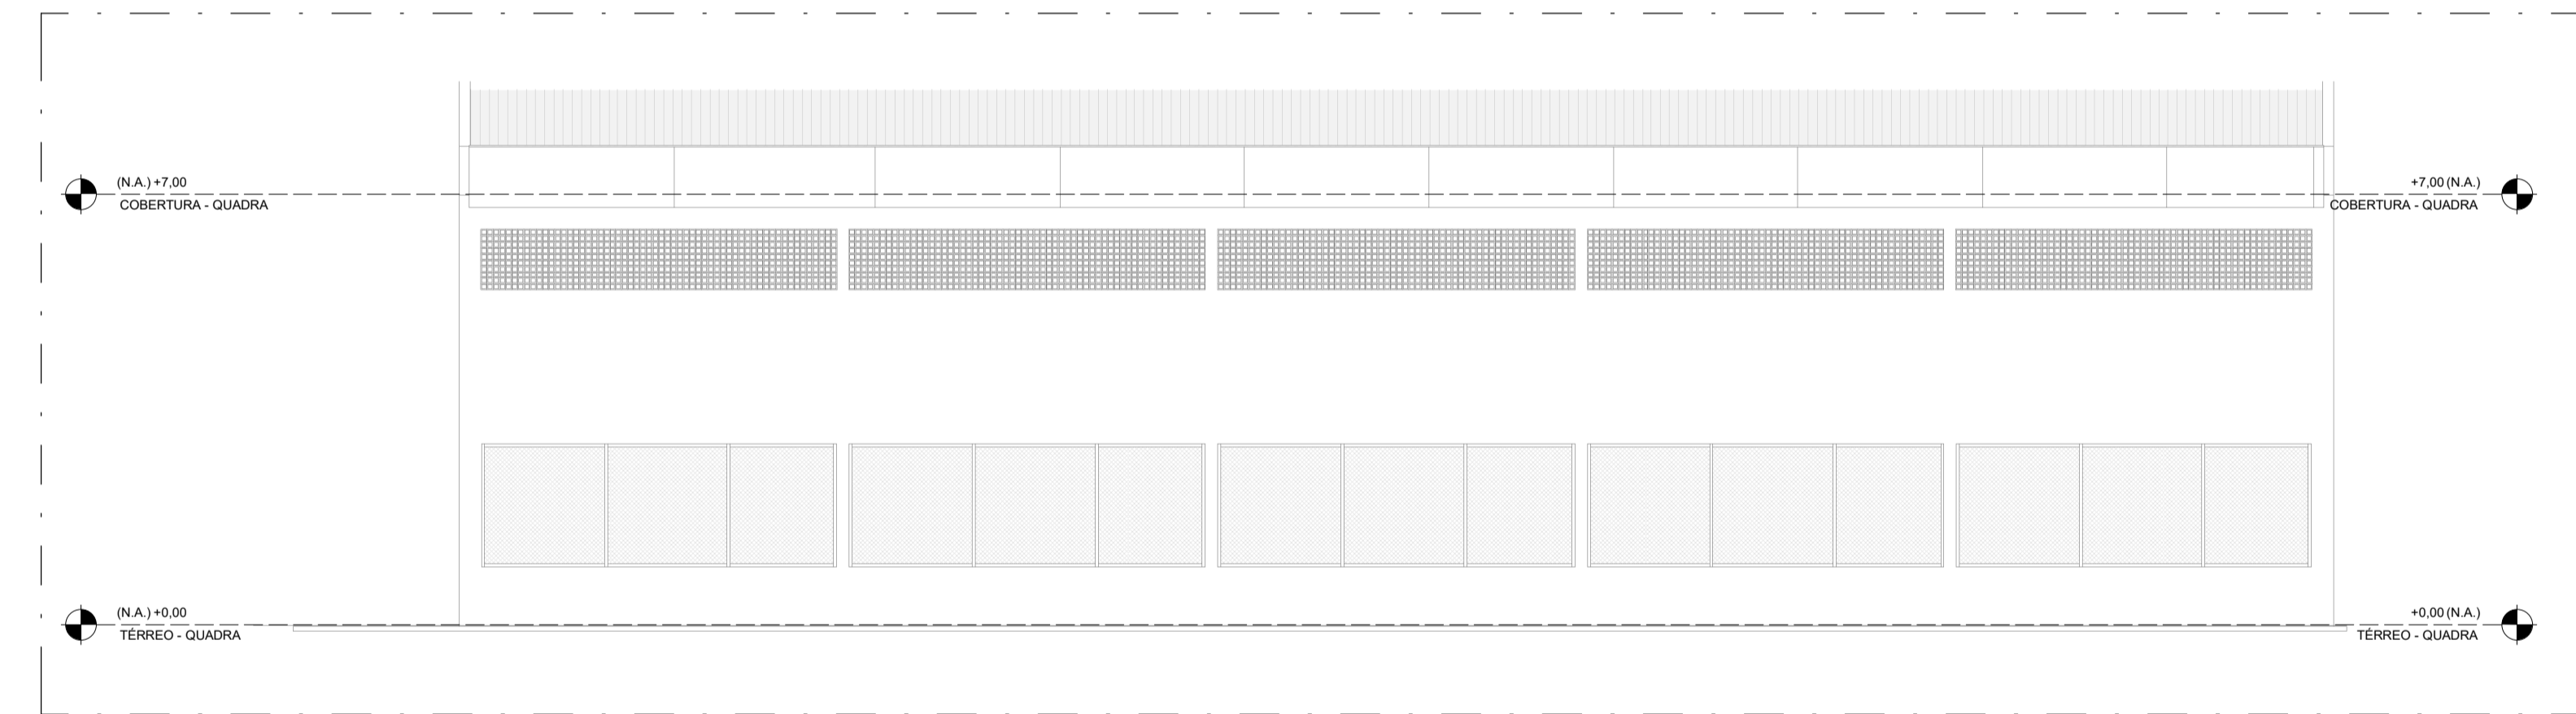 (N.A.) +7,00
COBERTURA - QUADRA
+7,00 (N.A.)
COBERTURA - QUADRA
(N.A.) +0,00
TÉRREO - QUADRA
+0,00 (N.A.)
TÉRREO - QUADRA